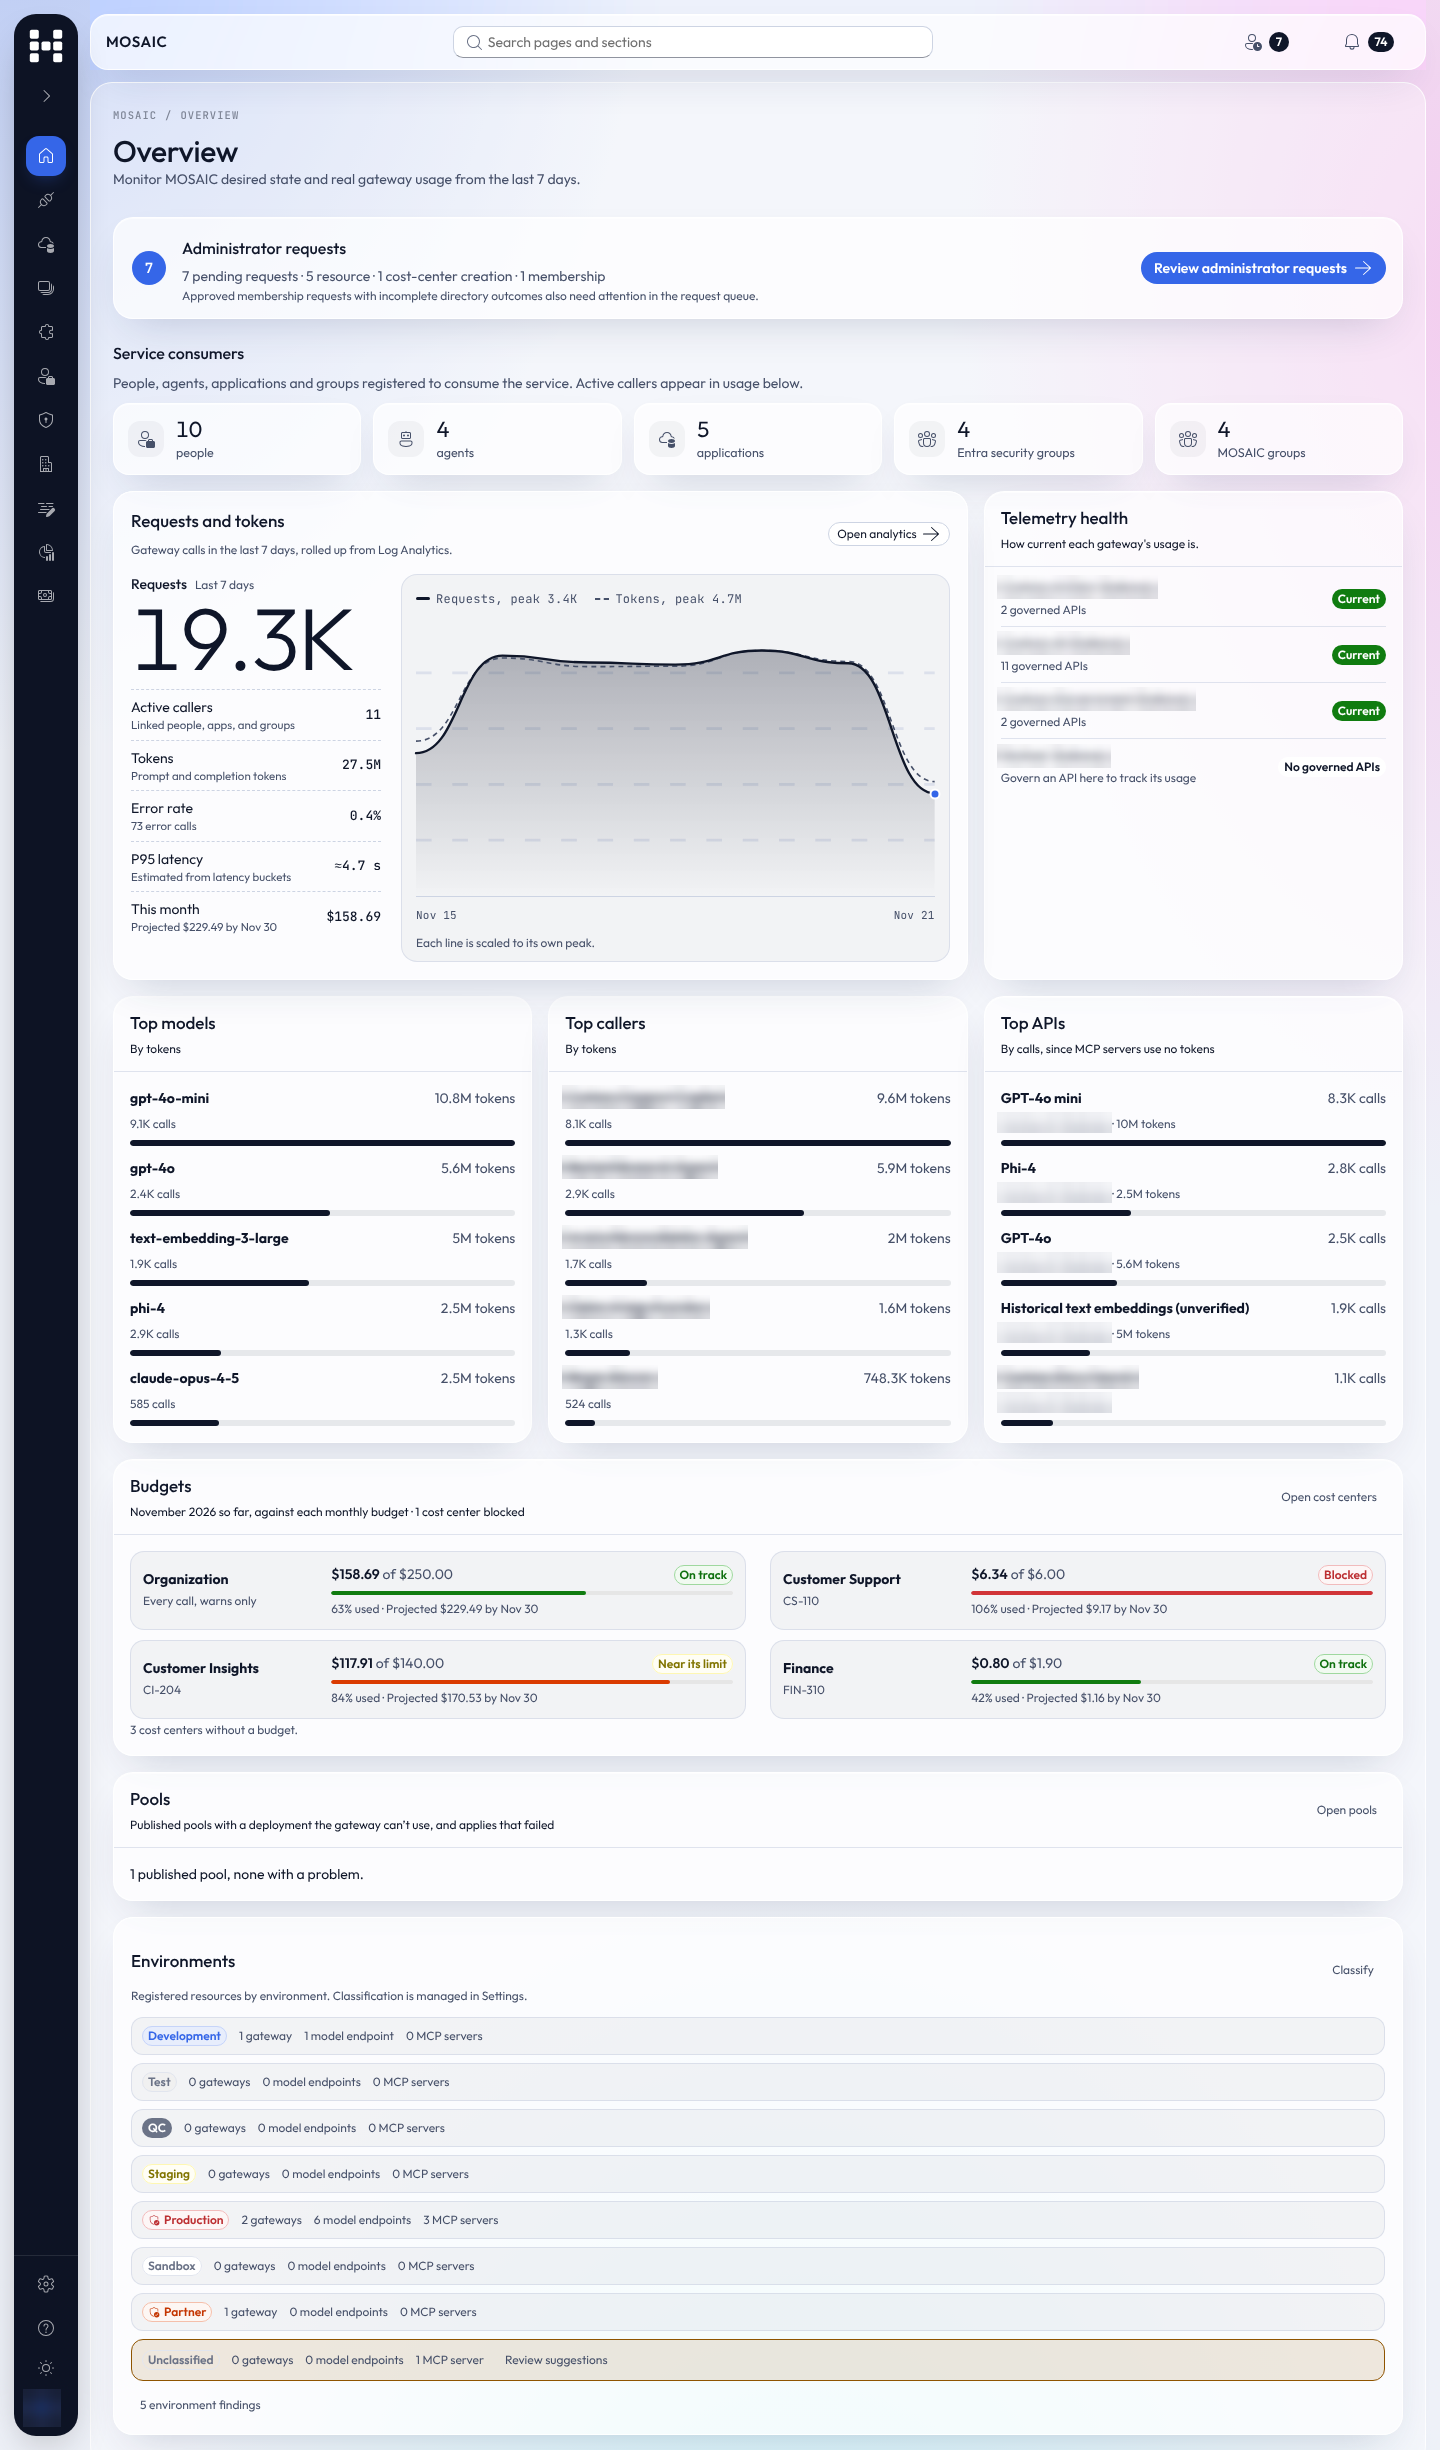 MOSAIC
Search pages and sections
7
74
MOSAIC / OVERVIEW
Overview
Monitor MOSAIC desired state and real gateway usage from the last 7 days.
7
Administrator requests
7 pending requests · 5 resource · 1 cost-center creation · 1 membership
Approved membership requests with incomplete directory outcomes also need attention in the request queue.
Review administrator requests
Service consumers
People, agents, applications and groups registered to consume the service. Active callers appear in usage below.
10
people
4
agents
5
applications
4
Entra security groups
4
MOSAIC groups
Requests and tokens
Gateway calls in the last 7 days, rolled up from Log Analytics.
Open analytics
Requests Last 7 days
19.3K
Active callers
Linked people, apps, and groups
11
Tokens
Prompt and completion tokens
27.5M
Error rate
73 error calls
0.4%
P95 latency
Estimated from latency buckets
≈4.7 s
This month
Projected $229.49 by Nov 30
$158.69
Requests, peak 3.4K
Tokens, peak 4.7M
Nov 15
Nov 21
Each line is scaled to its own peak.
Telemetry health
How current each gateway's usage is.
2 governed APIs
Current
11 governed APIs
Current
2 governed APIs
Current
Govern an API here to track its usage
No governed APIs
Top models
By tokens
gpt-4o-mini
10.8M tokens
9.1K calls
gpt-4o
5.6M tokens
2.4K calls
text-embedding-3-large
5M tokens
1.9K calls
phi-4
2.5M tokens
2.9K calls
claude-opus-4-5
2.5M tokens
585 calls
Top callers
By tokens
9.6M tokens
8.1K calls
5.9M tokens
2.9K calls
2M tokens
1.7K calls
1.6M tokens
1.3K calls
748.3K tokens
524 calls
Top APIs
By calls, since MCP servers use no tokens
GPT-4o mini
8.3K calls
· 10M tokens
Phi-4
2.8K calls
· 2.5M tokens
GPT-4o
2.5K calls
· 5.6M tokens
Historical text embeddings (unverified)
1.9K calls
· 5M tokens
1.1K calls
Budgets
November 2026 so far, against each monthly budget · 1 cost center blocked
Open cost centers
Organization
Every call, warns only
$158.69 of $250.00
On track
63% used · Projected $229.49 by Nov 30
Customer Support
CS-110
$6.34 of $6.00
Blocked
106% used · Projected $9.17 by Nov 30
Customer Insights
CI-204
$117.91 of $140.00
Near its limit
84% used · Projected $170.53 by Nov 30
Finance
FIN-310
$0.80 of $1.90
On track
42% used · Projected $1.16 by Nov 30
3 cost centers without a budget.
Pools
Published pools with a deployment the gateway can't use, and applies that failed
Open pools
1 published pool, none with a problem.
Environments
Registered resources by environment. Classification is managed in Settings.
Classify
Development 1 gateway 1 model endpoint 0 MCP servers
Test 0 gateways 0 model endpoints 0 MCP servers
QC 0 gateways 0 model endpoints 0 MCP servers
Staging 0 gateways 0 model endpoints 0 MCP servers
Production 2 gateways 6 model endpoints 3 MCP servers
Sandbox 0 gateways 0 model endpoints 0 MCP servers
Partner 1 gateway 0 model endpoints 0 MCP servers
Unclassified 0 gateways 0 model endpoints 1 MCP server Review suggestions
5 environment findings